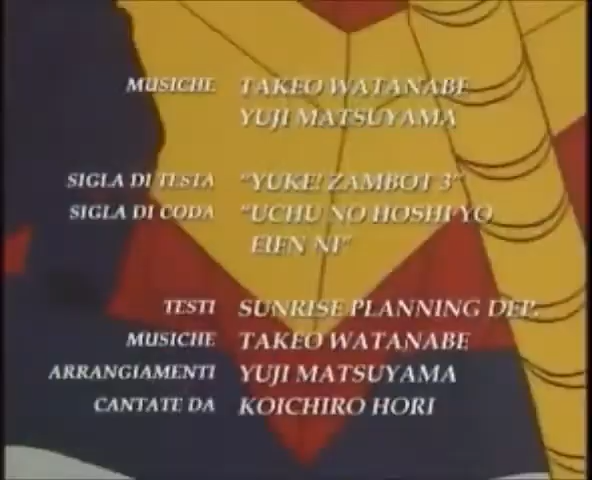 MUSICHE TAKEO WATANABE
YUJI MATSUYAMA
SIGLA DI TESTA "YUKE! ZAMBOT 3"
SIGLA DI CODA "UCHU NO HOSHI YO
EIEN NI"
TESTI SUNRISE PLANNING DEP.
MUSICHE TAKEO WATANABE
ARRANGIAMENTI YUJI MATSUYAMA
CANTATE DA KOICHIRO HORI